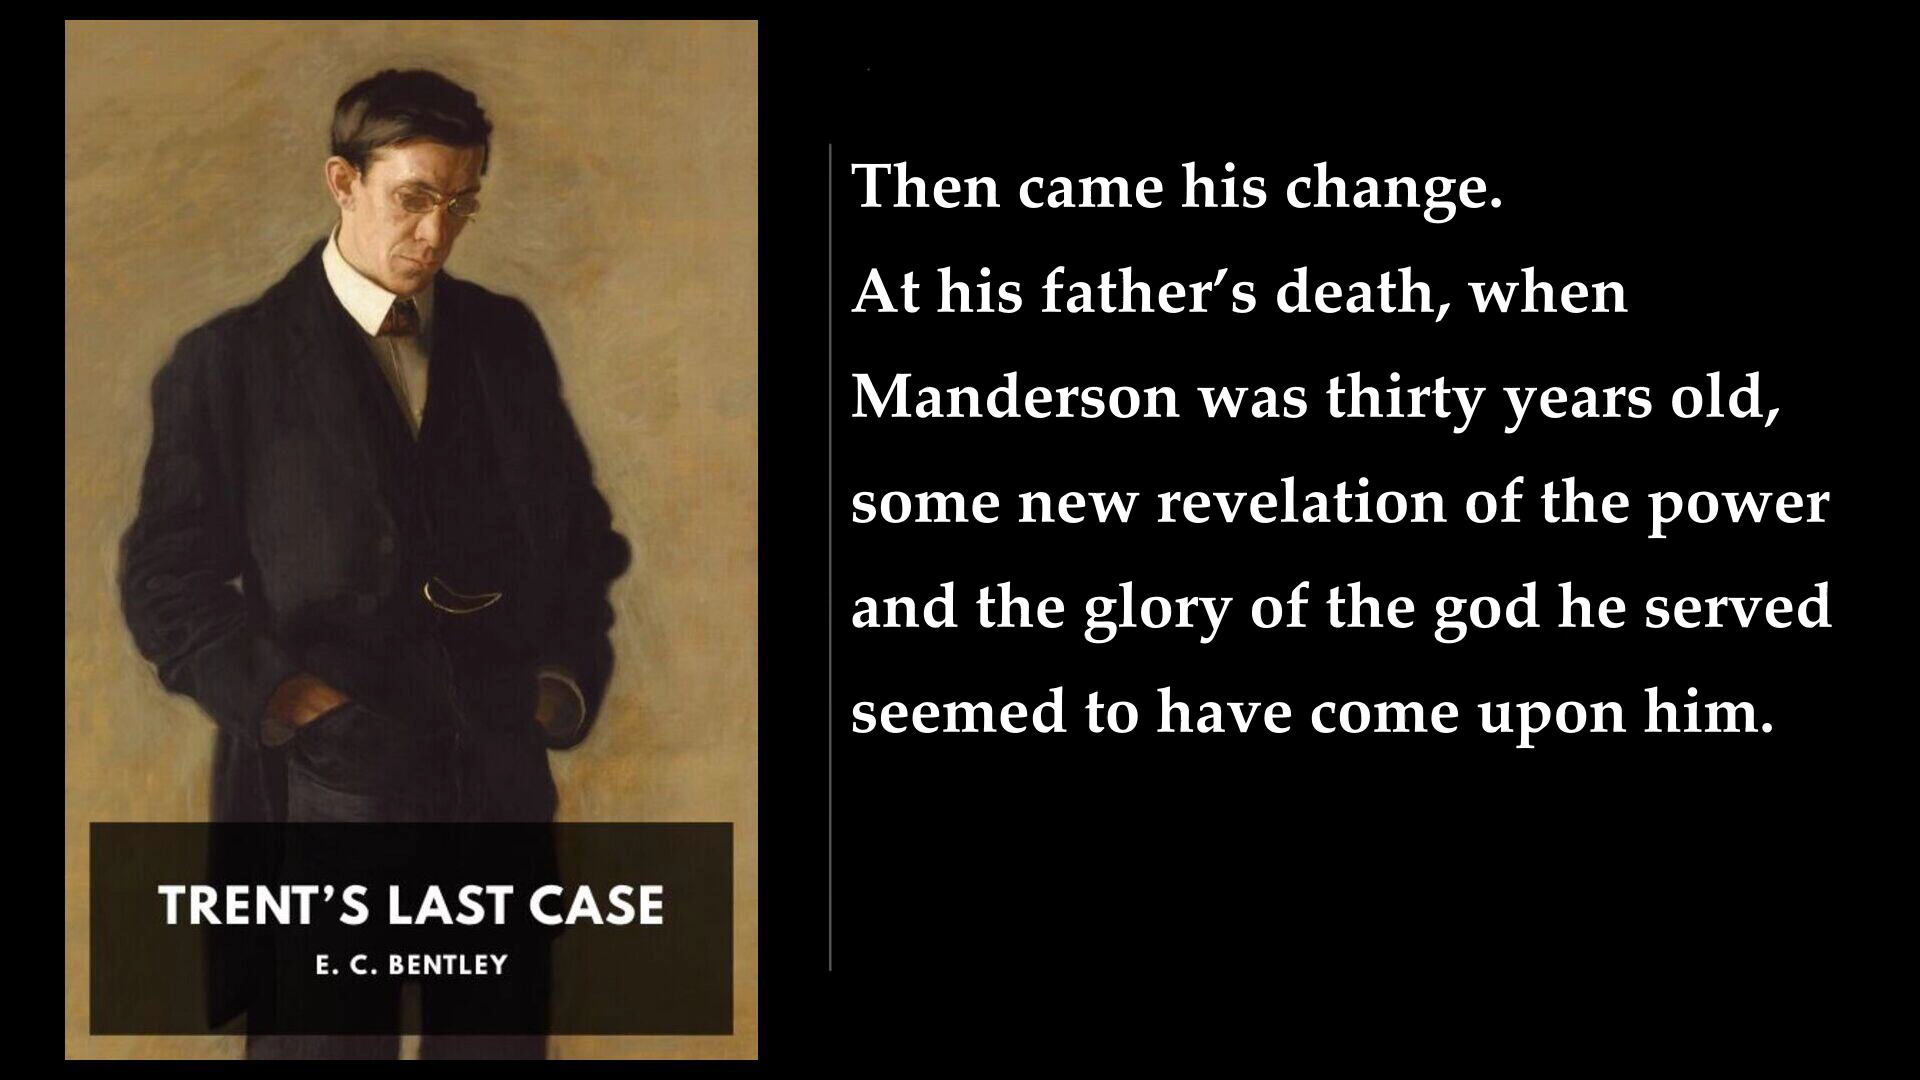 Then came his change.
At his father’s death, when
Manderson was thirty years old,
some new revelation of the power
and the glory of the god he served
seemed to have come upon him.
TRENT’S LAST CASE
E. C. BENTLEY